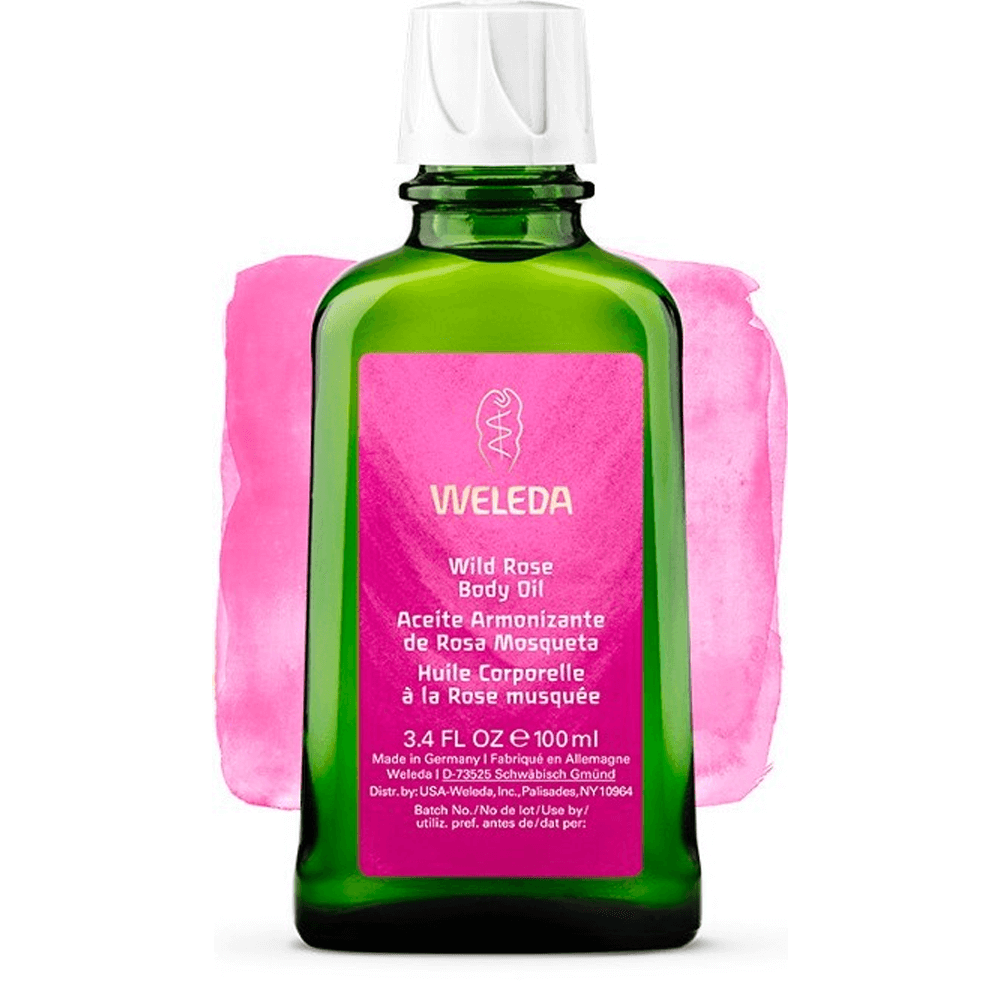 WELEDA
Wild Rose
Body Oil
Aceite Armonizante
de Rosa Mosqueta
Huile Corporelle
à la Rose musquée
3.4 FL OZ ℮ 100 ml
Made in Germany | Fabriqué en Allemagne
Weleda | D-73525 Schwäbisch Gmünd
Distr. by: USA-Weleda, Inc., Palisades, NY 10964
Batch No./No de lot/Use by/
utiliz. pref. antes de/dat per: